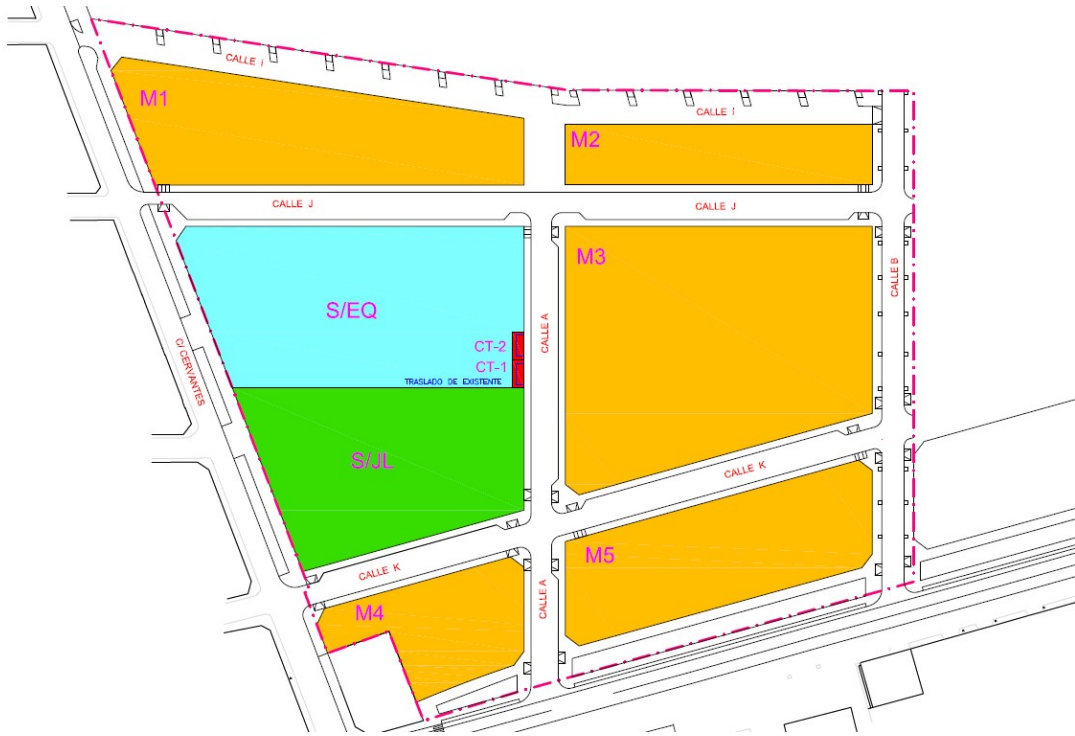 CALLE I
M1
CALLE I
M2
CALLE J
CALLE J
M3
S/EQ
CALLE B
CALLE A
CT-2
CT-1
TRASLADO DE EXISTENTE
C/ CERVANTES
S/JL
CALLE K
M5
CALLE K
CALLE A
M4